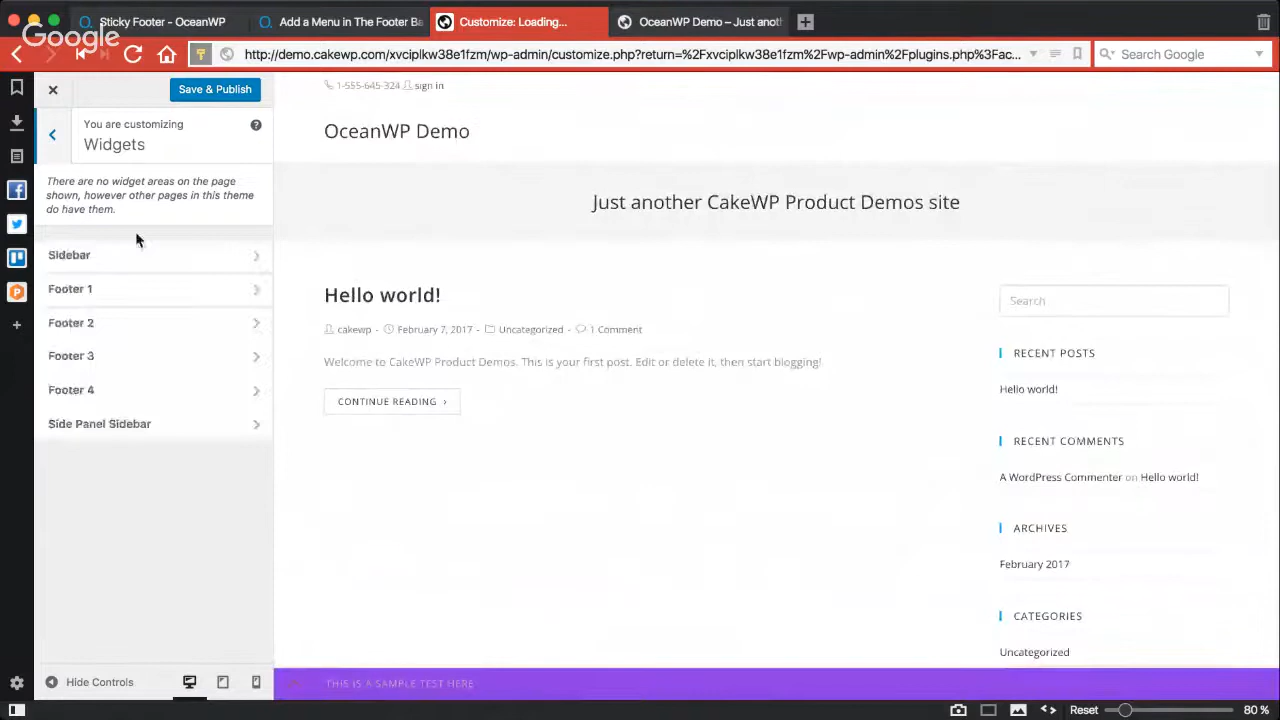 Google
Sticky Footer - OceanWP
Add a Menu in The Footer Ba
Customize: Loading...
OceanWP Demo – Just anoth
http://demo.cakewp.com/xvciplkw38e1fzm/wp-admin/customize.php?return=%2Fxvciplkw38e1fzm%2Fwp-admin%2Fplugins.php%3Fac...
Search Google
Save & Publish
You are customizing
Widgets
There are no widget areas on the page
shown, however other pages in this theme
do have them.
Sidebar
Footer 1
Footer 2
Footer 3
Footer 4
Side Panel Sidebar
Hide Controls
1-555-645-324 sign in
OceanWP Demo
Just another CakeWP Product Demos site
Hello world!
cakewp - February 7, 2017 - Uncategorized - 1 Comment
Welcome to CakeWP Product Demos. This is your first post. Edit or delete it, then start blogging!
CONTINUE READING ›
Search
RECENT POSTS
Hello world!
RECENT COMMENTS
A WordPress Commenter on Hello world!
ARCHIVES
February 2017
CATEGORIES
Uncategorized
THIS IS A SAMPLE TEST HERE
Reset
80 %